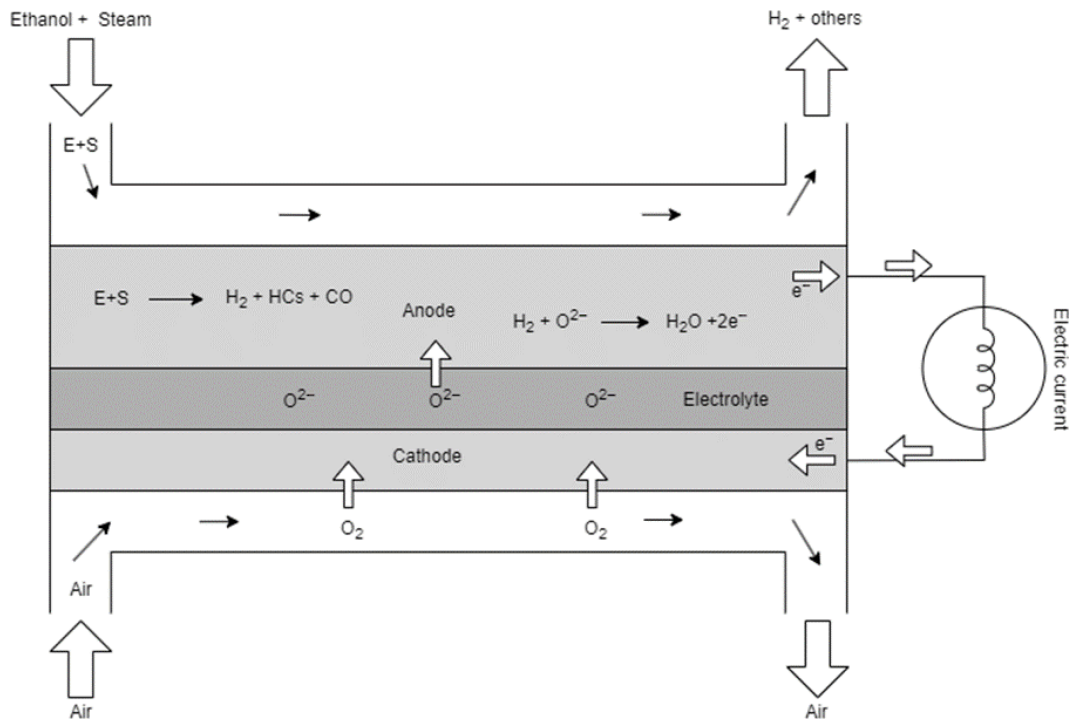 Ethanol + Steam
H₂ + others
E+S
E+S ⟶ H₂ + HCs + CO
Anode
H₂ + O²⁻ ⟶ H₂O +2e⁻
e⁻
Electric current
O²⁻
O²⁻
O²⁻
Electrolyte
Cathode
e⁻
O₂
O₂
Air
Air
Air